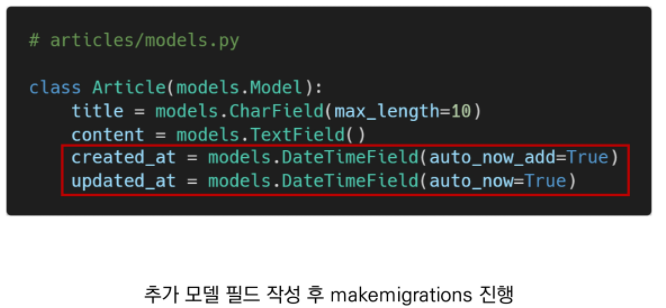 # articles/models.py
class Article(models.Model):
    title = models.CharField(max_length=10)
    content = models.TextField()
    created_at = models.DateTimeField(auto_now_add=True)
    updated_at = models.DateTimeField(auto_now=True)
추가 모델 필드 작성 후 makemigrations 진행